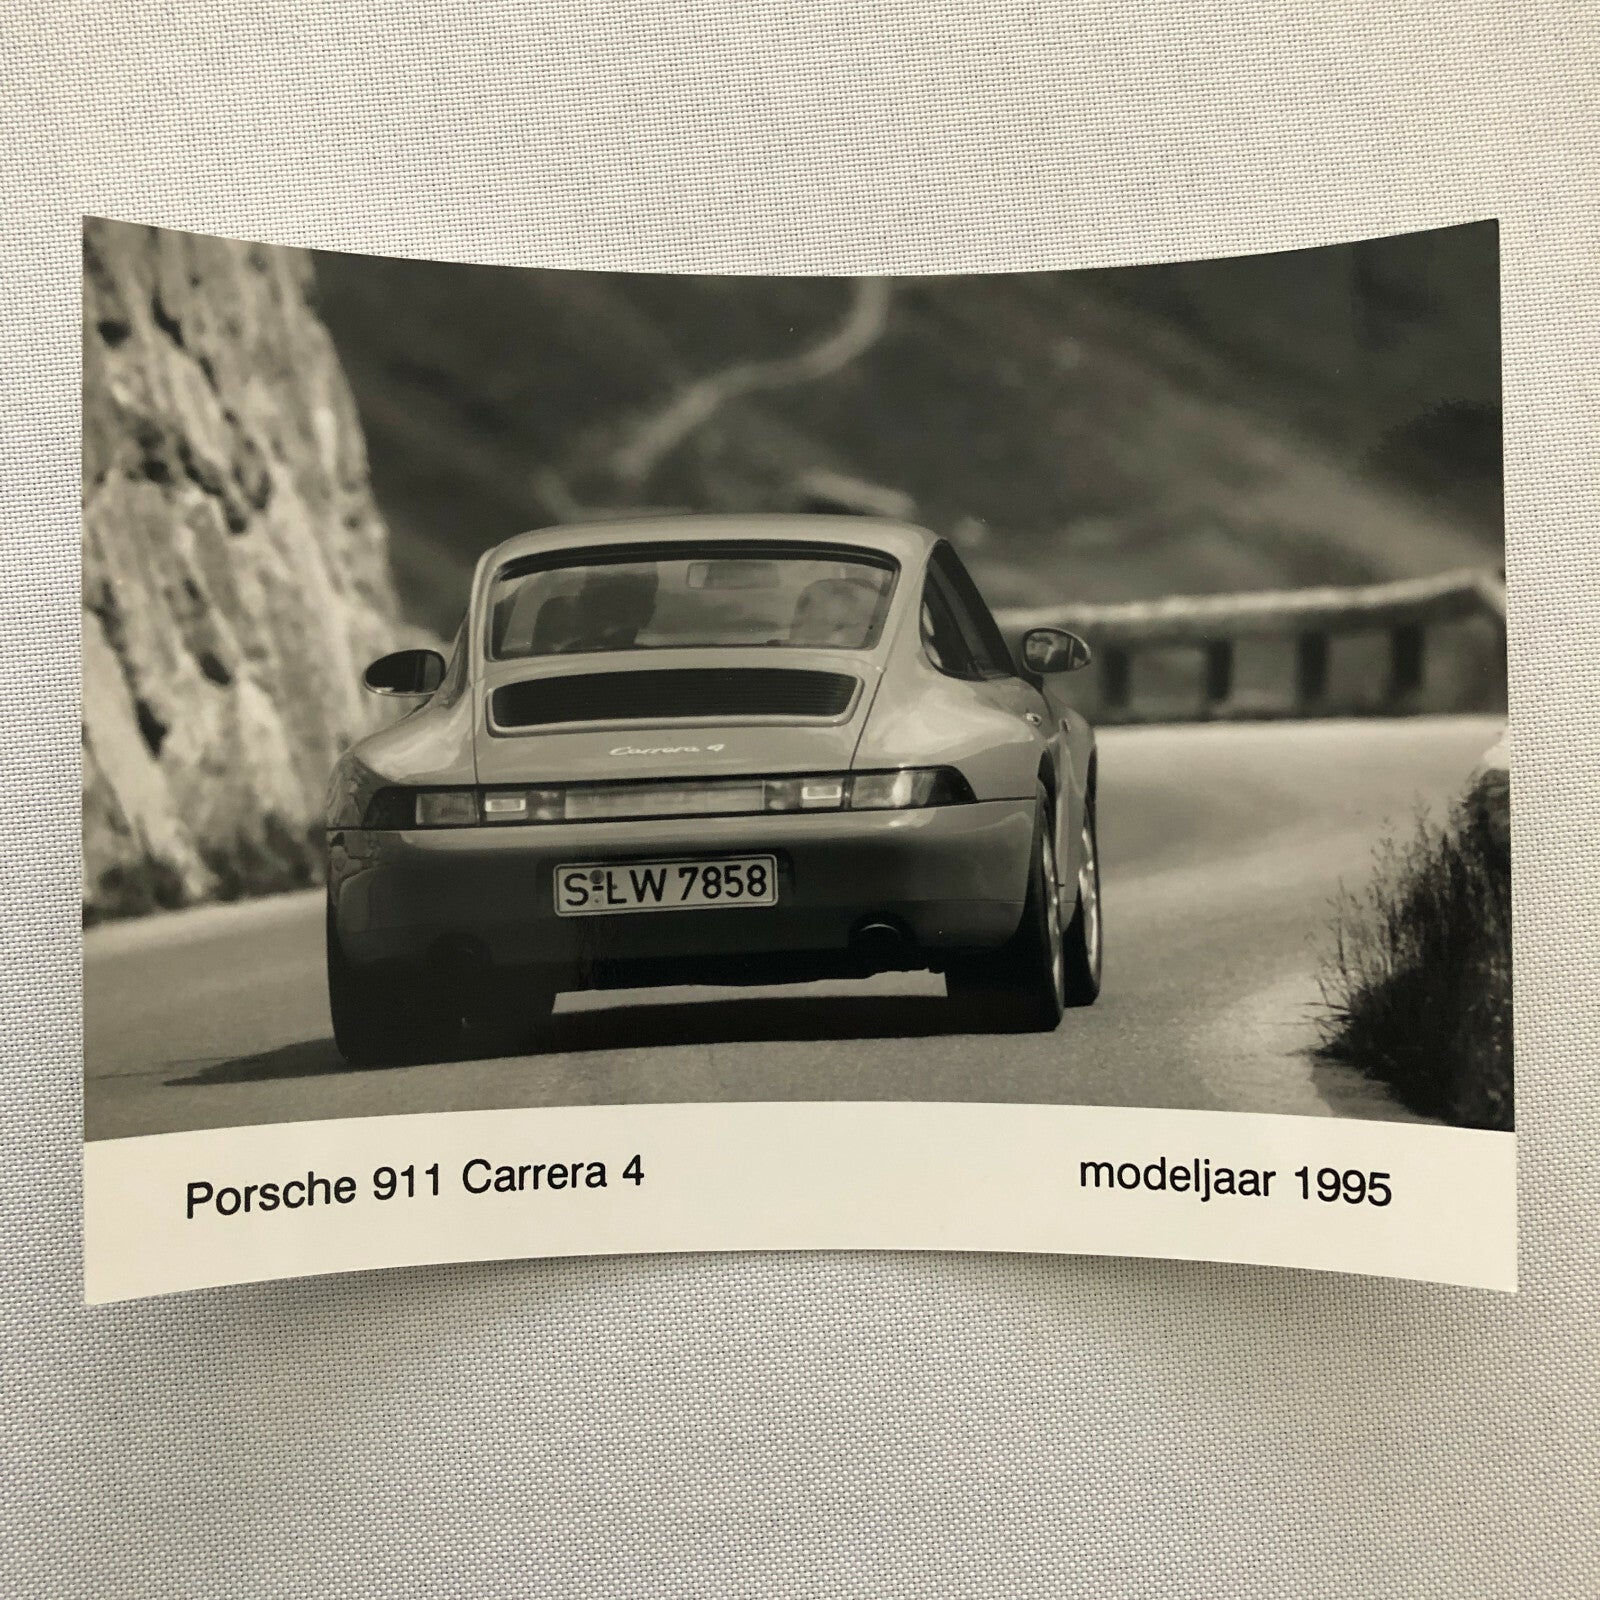 Carrera 4
S-LW 7858
Porsche 911 Carrera 4
modeljaar 1995